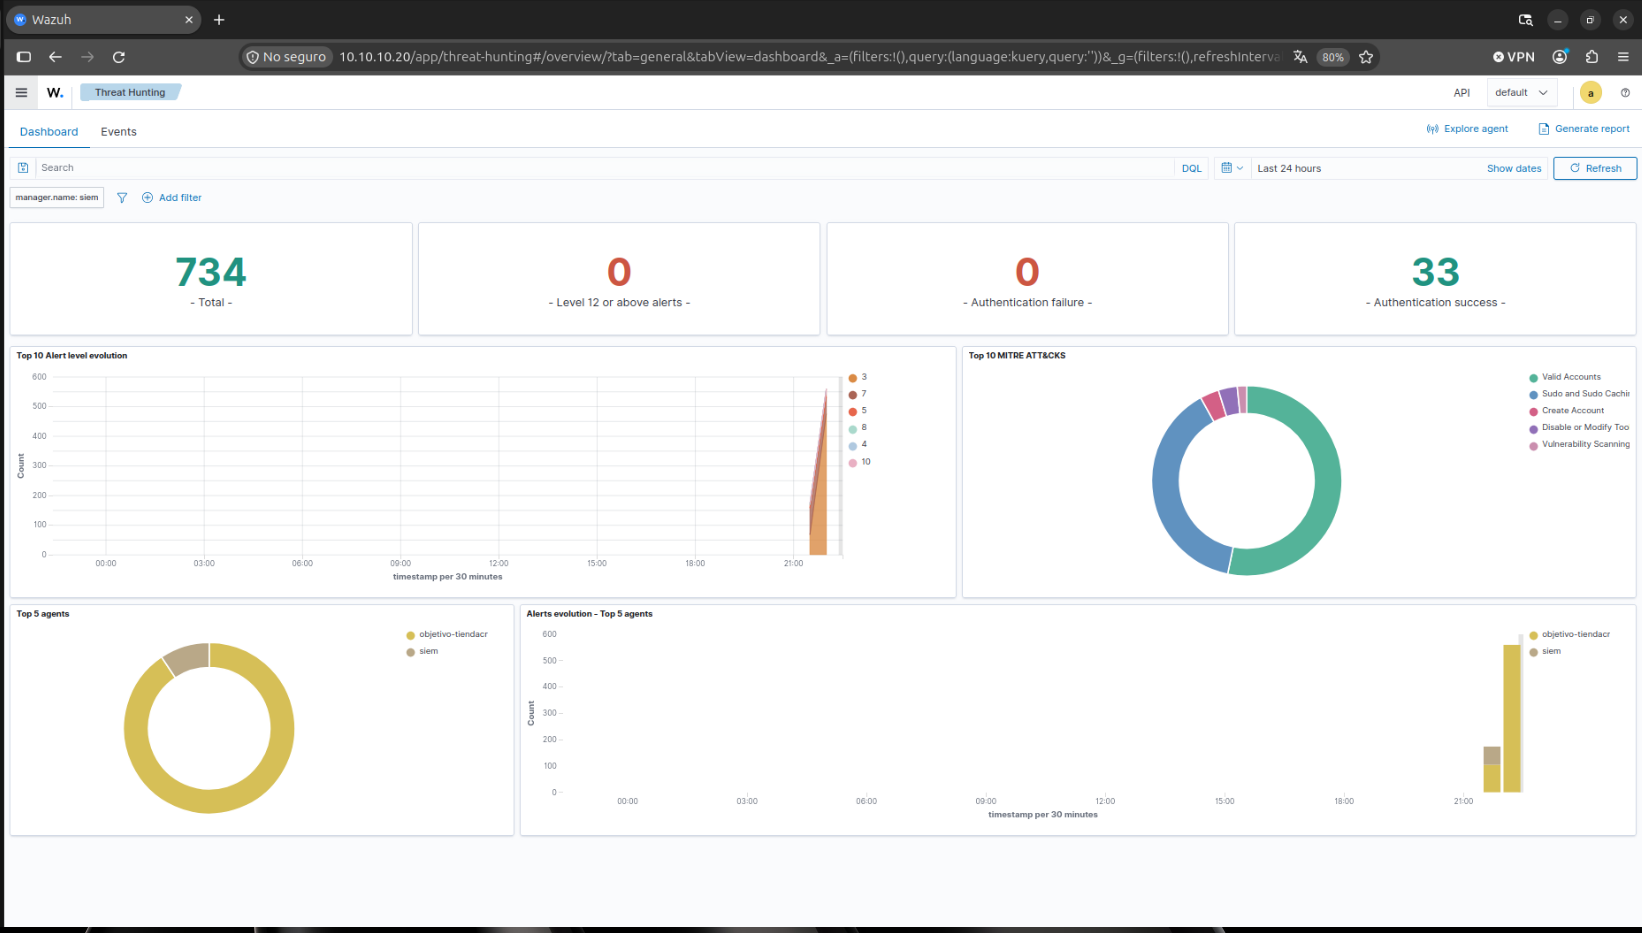 Wazuh
No seguro
10.10.10.20/app/threat-hunting#/overview/?tab=general&tabView=dashboard&_a=(filters:!(),query:(language:kuery,query:''))&_g=(filters:!(),refreshInterva
80%
VPN
W.
Threat Hunting
API
default
a
Dashboard
Events
Explore agent
Generate report
Search
DQL
Last 24 hours
Show dates
Refresh
manager.name: siem
Add filter
734
- Total -
0
- Level 12 or above alerts -
0
- Authentication failure -
33
- Authentication success -
Top 10 Alert level evolution
600
500
400
300
200
100
0
Count
00:00
03:00
06:00
09:00
12:00
15:00
18:00
21:00
timestamp per 30 minutes
3
7
5
8
4
10
Top 10 MITRE ATT&CKS
Valid Accounts
Sudo and Sudo Cachin
Create Account
Disable or Modify Too
Vulnerability Scanning
Top 5 agents
objetivo-tiendacr
siem
Alerts evolution - Top 5 agents
600
500
400
300
200
100
0
Count
00:00
03:00
06:00
09:00
12:00
15:00
18:00
21:00
timestamp per 30 minutes
objetivo-tiendacr
siem